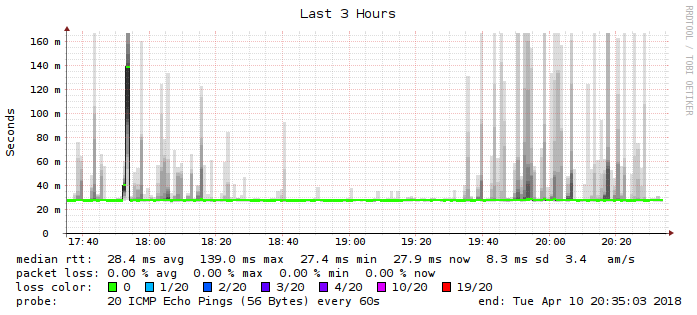 Last 3 Hours
RRDTOOL / TOBI OETIKER
Seconds
160 m
140 m
120 m
100 m
80 m
60 m
40 m
20 m
0
17:40 18:00 18:20 18:40 19:00 19:20 19:40 20:00 20:20
median rtt: 28.4 ms avg 139.0 ms max 27.4 ms min 27.9 ms now 8.3 ms sd 3.4 am/s
packet loss: 0.00 % avg 0.00 % max 0.00 % min 0.00 % now
loss color: 0 1/20 2/20 3/20 4/20 10/20 19/20
probe: 20 ICMP Echo Pings (56 Bytes) every 60s end: Tue Apr 10 20:35:03 2018